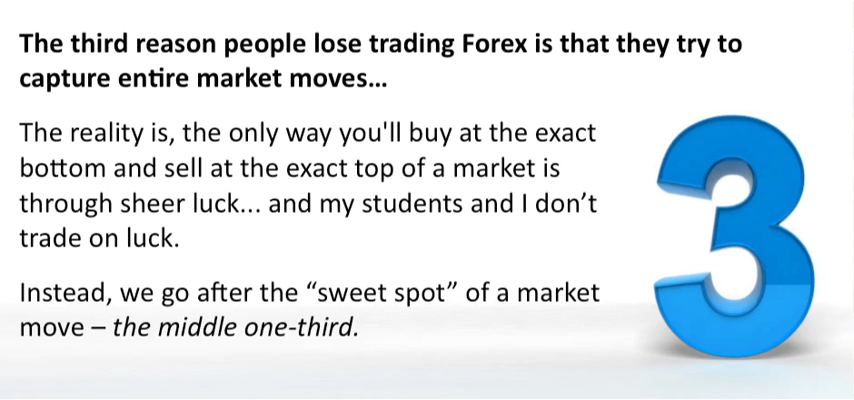 The third reason people lose trading Forex is that they try to
capture entire market moves...
The reality is, the only way you'll buy at the exact
bottom and sell at the exact top of a market is
through sheer luck... and my students and I don’t
trade on luck.
Instead, we go after the “sweet spot” of a market
move – the middle one-third.
3